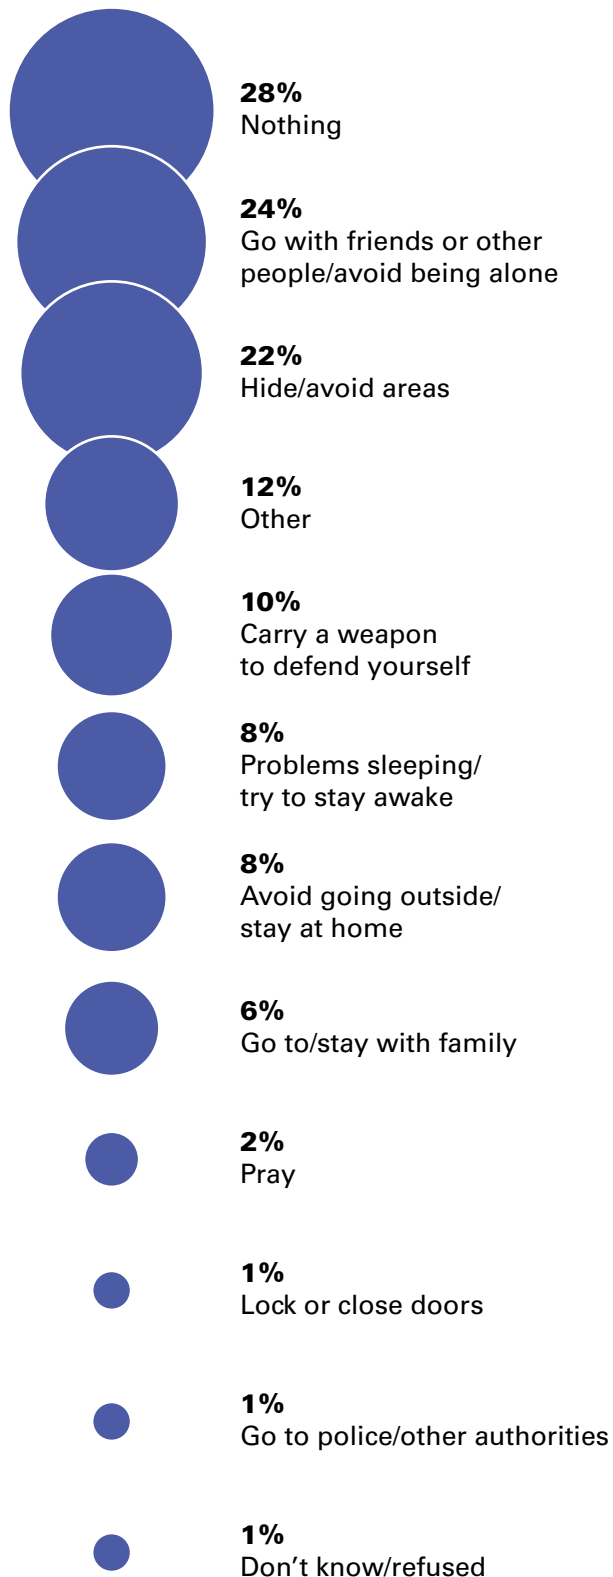 28%
Nothing
24%
Go with friends or other
people/avoid being alone
22%
Hide/avoid areas
12%
Other
10%
Carry a weapon
to defend yourself
8%
Problems sleeping/
try to stay awake
8%
Avoid going outside/
stay at home
6%
Go to/stay with family
2%
Pray
1%
Lock or close doors
1%
Go to police/other authorities
1%
Don’t know/refused